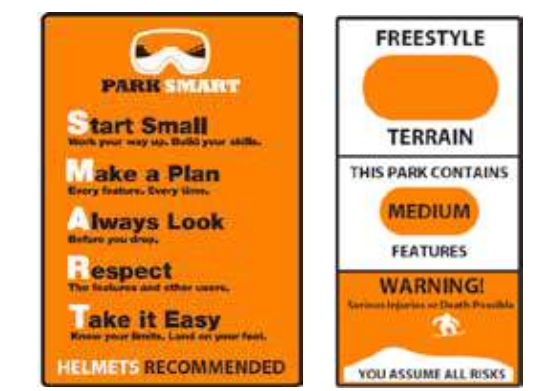 PARK SMART
Start Small
Work your way up. Build your skills.
Make a Plan
Every feature. Every time.
Always Look
Before you drop.
Respect
The features and other users.
Take it Easy
Know your limits. Land on your feet.
HELMETS RECOMMENDED
FREESTYLE
TERRAIN
THIS PARK CONTAINS
MEDIUM
FEATURES
WARNING!
Serious Injuries or Death Possible
YOU ASSUME ALL RISKS